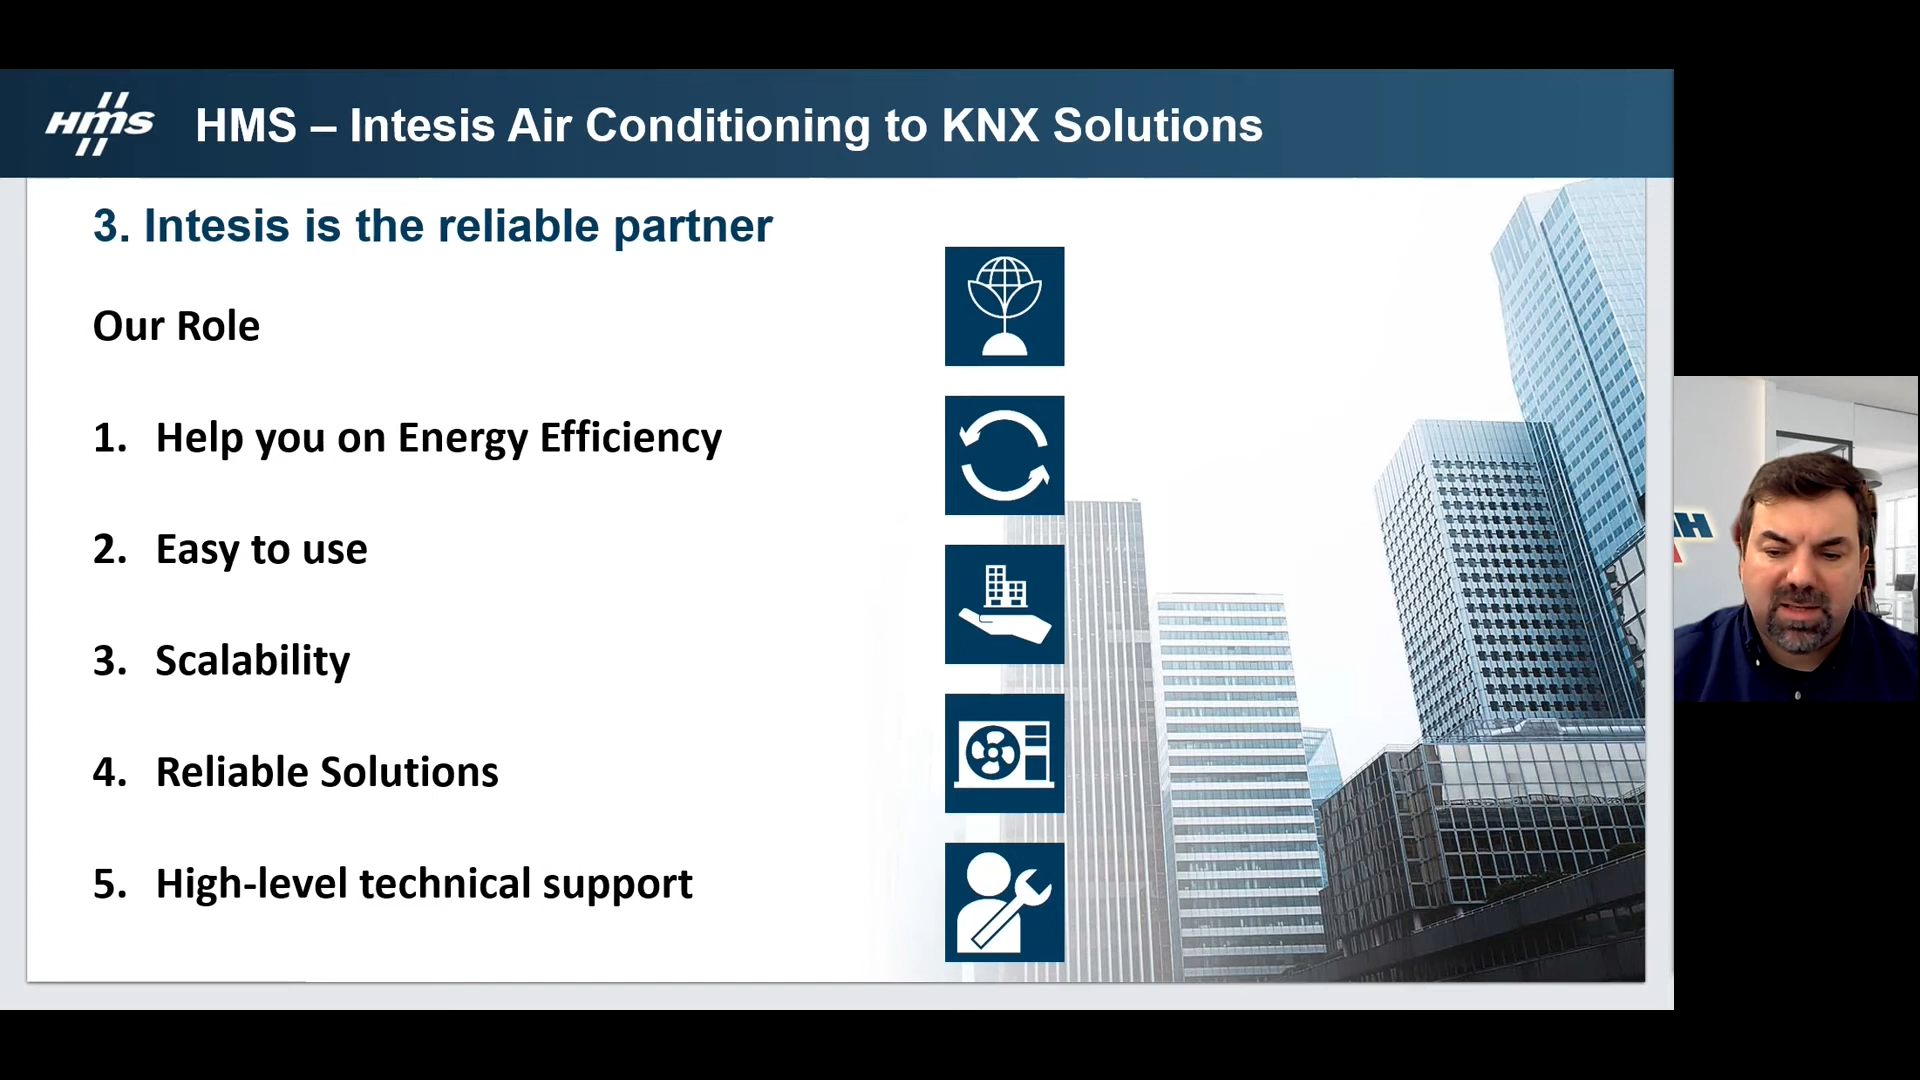 HMS
HMS – Intesis Air Conditioning to KNX Solutions
3. Intesis is the reliable partner
Our Role
1. Help you on Energy Efficiency
2. Easy to use
3. Scalability
4. Reliable Solutions
5. High-level technical support